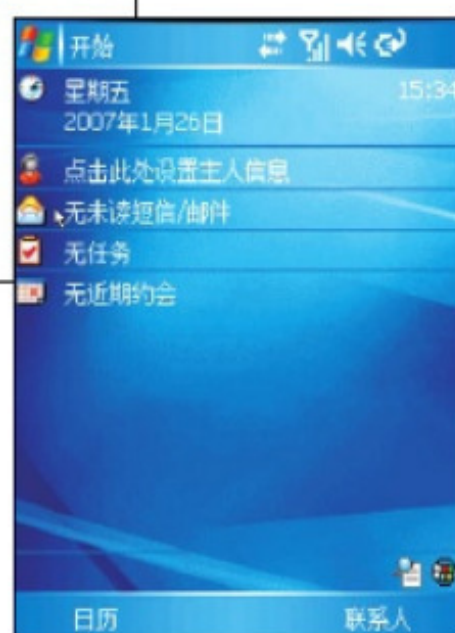 开始
星期五 15:34
2007年1月26日
点击此处设置主人信息
无未读短信/邮件
无任务
无近期约会
日历 联系人